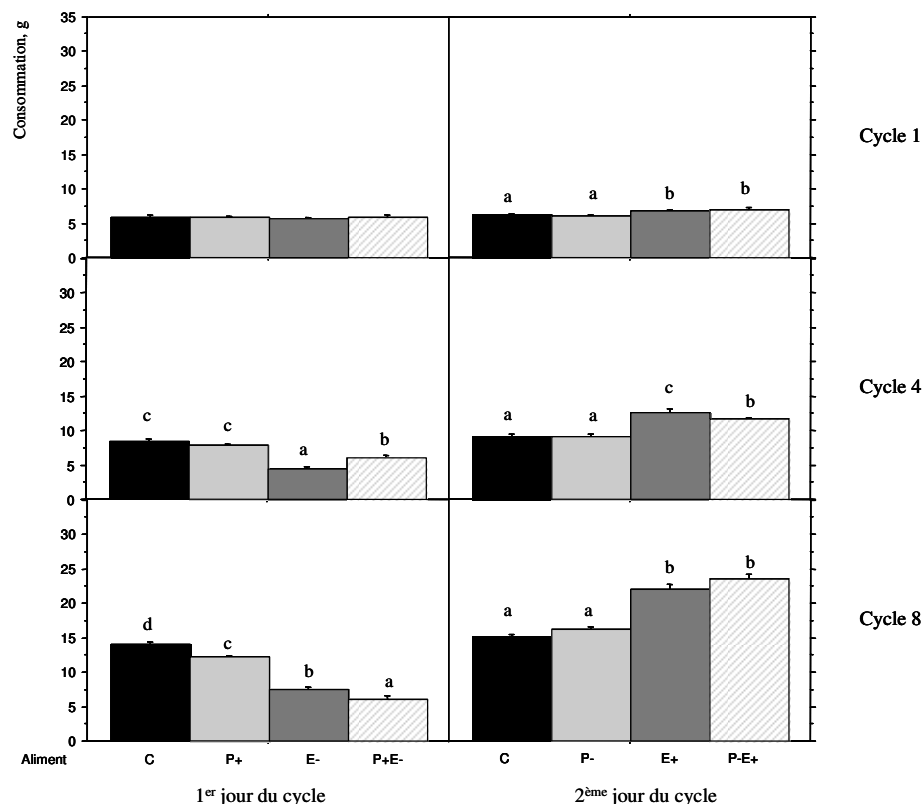 Consommation, g
35
30
25
20
15
10
5
0
a a b b
Cycle 1
30
25
20
15
10
5
0
c c a b
a a c b
Cycle 4
30
25
20
15
10
5
0
d c b a
a a b b
Cycle 8
Aliment C P+ E- P+E- C P- E+ P-E+
1er jour du cycle 2ème jour du cycle